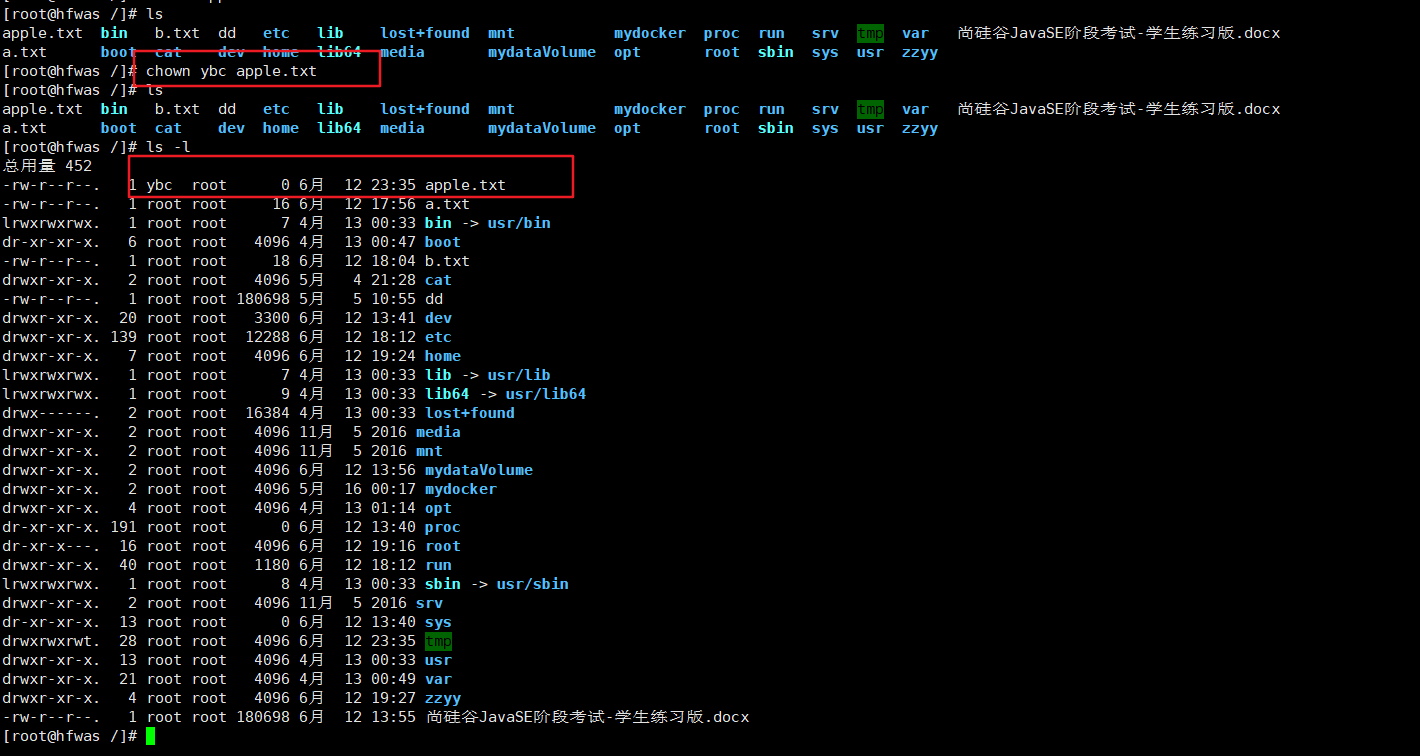 [root@hfwas /]# ls
apple.txt  bin   b.txt  dd   etc   lib    lost+found  mnt           mydocker  proc  run   srv  tmp  var   尚硅谷JavaSE阶段考试-学生练习版.docx
a.txt      boot  cat    dev  home  lib64  media       mydataVolume  opt       root  sbin  sys  usr  zzyy
[root@hfwas /]# chown ybc apple.txt
[root@hfwas /]# ls
apple.txt  bin   b.txt  dd   etc   lib    lost+found  mnt           mydocker  proc  run   srv  tmp  var   尚硅谷JavaSE阶段考试-学生练习版.docx
a.txt      boot  cat    dev  home  lib64  media       mydataVolume  opt       root  sbin  sys  usr  zzyy
[root@hfwas /]# ls -l
总用量 452
-rw-r--r--.   1 ybc  root      0 6月  12 23:35 apple.txt
-rw-r--r--.   1 root root     16 6月  12 17:56 a.txt
lrwxrwxrwx.   1 root root      7 4月  13 00:33 bin -> usr/bin
dr-xr-xr-x.   6 root root   4096 4月  13 00:47 boot
-rw-r--r--.   1 root root     18 6月  12 18:04 b.txt
drwxr-xr-x.   2 root root   4096 5月   4 21:28 cat
-rw-r--r--.   1 root root 180698 5月   5 10:55 dd
drwxr-xr-x.  20 root root   3300 6月  12 13:41 dev
drwxr-xr-x. 139 root root  12288 6月  12 18:12 etc
drwxr-xr-x.   7 root root   4096 6月  12 19:24 home
lrwxrwxrwx.   1 root root      7 4月  13 00:33 lib -> usr/lib
lrwxrwxrwx.   1 root root      9 4月  13 00:33 lib64 -> usr/lib64
drwx------.   2 root root  16384 4月  13 00:33 lost+found
drwxr-xr-x.   2 root root   4096 11月  5 2016 media
drwxr-xr-x.   2 root root   4096 11月  5 2016 mnt
drwxr-xr-x.   2 root root   4096 6月  12 13:56 mydataVolume
drwxr-xr-x.   2 root root   4096 5月  16 00:17 mydocker
drwxr-xr-x.   4 root root   4096 4月  13 01:14 opt
dr-xr-xr-x. 191 root root      0 6月  12 13:40 proc
dr-xr-x---.  16 root root   4096 6月  12 19:16 root
drwxr-xr-x.  40 root root   1180 6月  12 18:12 run
lrwxrwxrwx.   1 root root      8 4月  13 00:33 sbin -> usr/sbin
drwxr-xr-x.   2 root root   4096 11月  5 2016 srv
dr-xr-xr-x.  13 root root      0 6月  12 13:40 sys
drwxrwxrwt.  28 root root   4096 6月  12 23:35 tmp
drwxr-xr-x.  13 root root   4096 4月  13 00:33 usr
drwxr-xr-x.  21 root root   4096 4月  13 00:49 var
drwxr-xr-x.   4 root root   4096 6月  12 19:27 zzyy
-rw-r--r--.   1 root root 180698 6月  12 13:55 尚硅谷JavaSE阶段考试-学生练习版.docx
[root@hfwas /]#